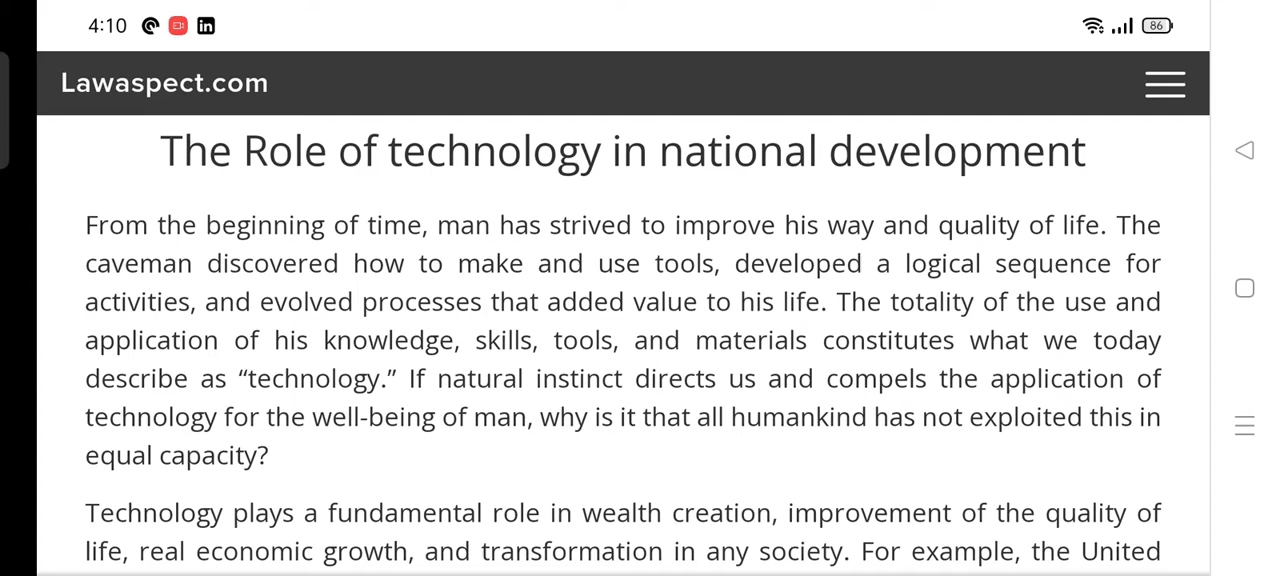 4:10 in 86
Lawaspect.com
The Role of technology in national development
From the beginning of time, man has strived to improve his way and quality of life. The
caveman discovered how to make and use tools, developed a logical sequence for
activities, and evolved processes that added value to his life. The totality of the use and
application of his knowledge, skills, tools, and materials constitutes what we today
describe as “technology.” If natural instinct directs us and compels the application of
technology for the well-being of man, why is it that all humankind has not exploited this in
equal capacity?
Technology plays a fundamental role in wealth creation, improvement of the quality of
life, real economic growth, and transformation in any society. For example, the United